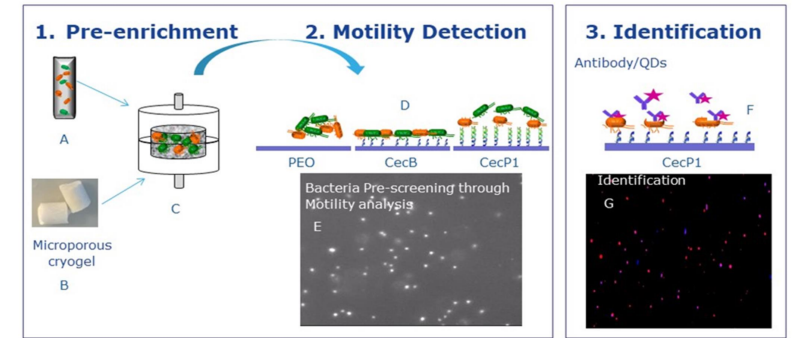 1. Pre-enrichment
2. Motility Detection
3. Identification
Antibody/QDs
A
C
Microporous
cryogel
B
D
PEO
CecB
CecP1
Bacteria Pre-screening through
Motility analysis
E
F
CecP1
Identification
G